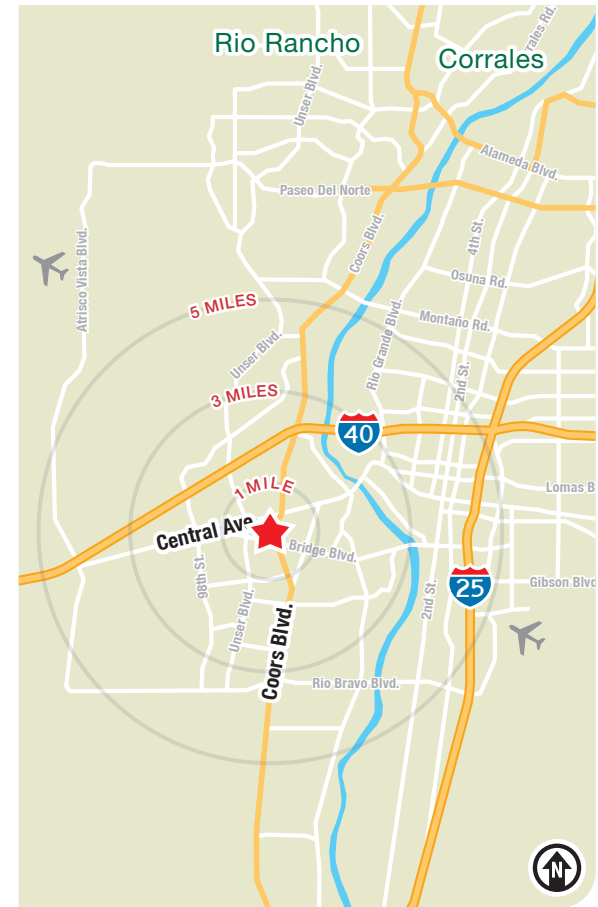 Rio Rancho
Corrales
rales Rd.
Unser Blvd.
Alameda Blvd.
Paseo Del Norte
Coors Blvd.
4th St.
Atrisco Vista Blvd.
Osuna Rd.
5 MILES
Montaño Rd.
Rio Grande Blvd.
Unser Blvd.
2nd St.
3 MILES
40
1 MILE
Lomas B
Central Ave
Bridge Blvd.
98th St.
Unser Blvd.
2nd St.
25
Gibson Blvd
Coors Blvd.
Rio Bravo Blvd.
N